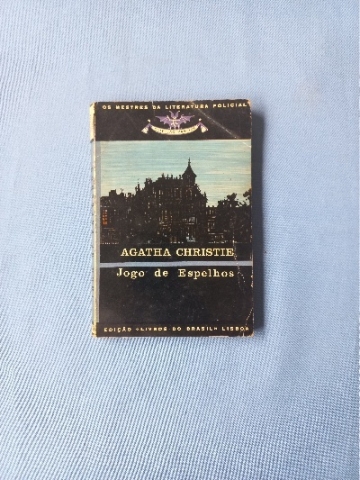 OS MESTRES DA LITERATURA POLICIAL
AGATHA CHRISTIE
Jogo de Espelhos
EDIÇÃO «LIVROS DO BRASIL» LISBOA